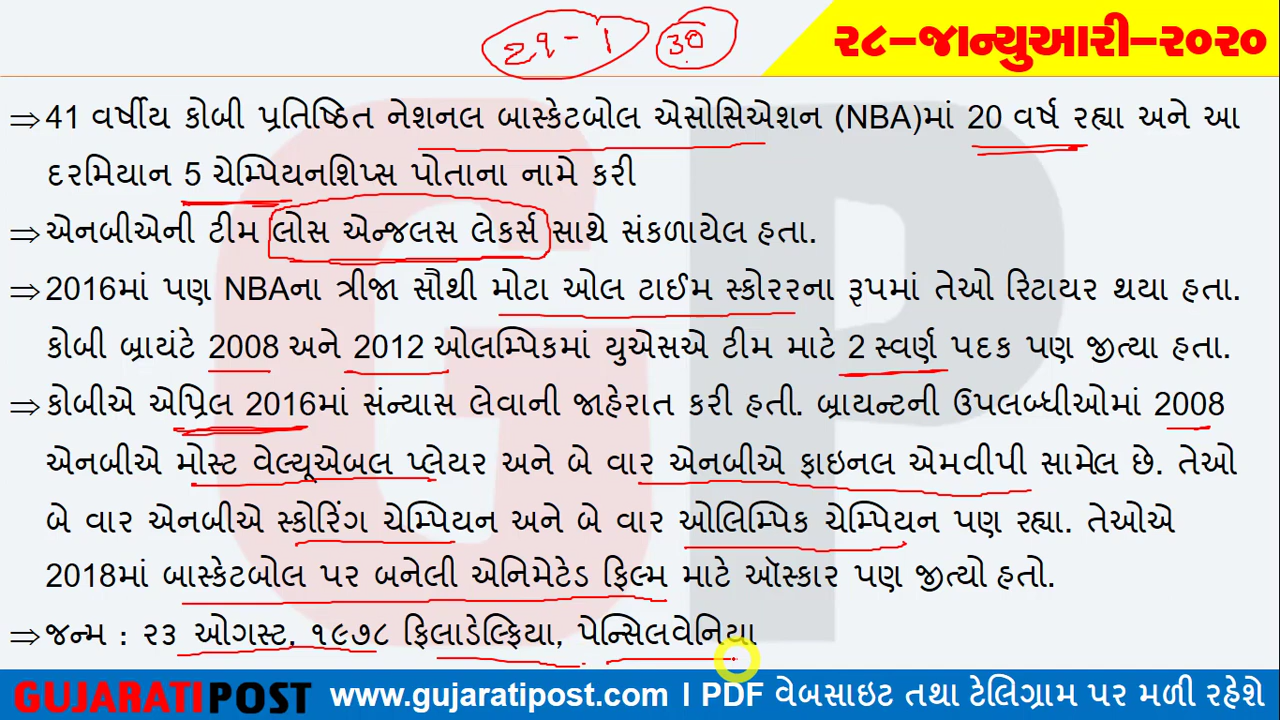 29-1 30
૨૮-જાન્યુઆરી-૨૦૨૦
⇒ 41 વર્ષીય કોબી પ્રતિષ્ઠિત નેશનલ બાસ્કેટબોલ એસોસિએશન (NBA)માં 20 વર્ષ રહ્યા અને આ
દરમિયાન 5 ચેમ્પિયનશિપ્સ પોતાના નામે કરી
⇒ એનબીએની ટીમ લોસ એન્જલસ લેકર્સ સાથે સંકળાયેલ હતા.
⇒ 2016માં પણ NBAના ત્રીજા સૌથી મોટા ઓલ ટાઈમ સ્કોરરના રૂપમાં તેઓ રિટાયર થયા હતા.
કોબી બ્રાયંટે 2008 અને 2012 ઓલમ્પિકમાં યુએસએ ટીમ માટે 2 સ્વર્ણ પદક પણ જીત્યા હતા.
⇒ કોબીએ એપ્રિલ 2016માં સંન્યાસ લેવાની જાહેરાત કરી હતી. બ્રાયન્ટની ઉપલબ્ધીઓમાં 2008
એનબીએ મોસ્ટ વેલ્યૂએબલ પ્લેયર અને બે વાર એનબીએ ફાઇનલ એમવીપી સામેલ છે. તેઓ
બે વાર એનબીએ સ્કોરિંગ ચેમ્પિયન અને બે વાર ઓલિમ્પિક ચેમ્પિયન પણ રહ્યા. તેઓએ
2018માં બાસ્કેટબોલ પર બનેલી એનિમેટેડ ફિલ્મ માટે ઑસ્કાર પણ જીત્યો હતો.
⇒ જન્મ : ૨૩ ઓગસ્ટ, ૧૯૭૮ ફિલાડેલ્ફિયા, પેન્સિલવેનિયા
GUJARATIPOST www.gujaratipost.com । PDF વેબસાઇટ તથા ટેલિગ્રામ પર મળી રહેશે